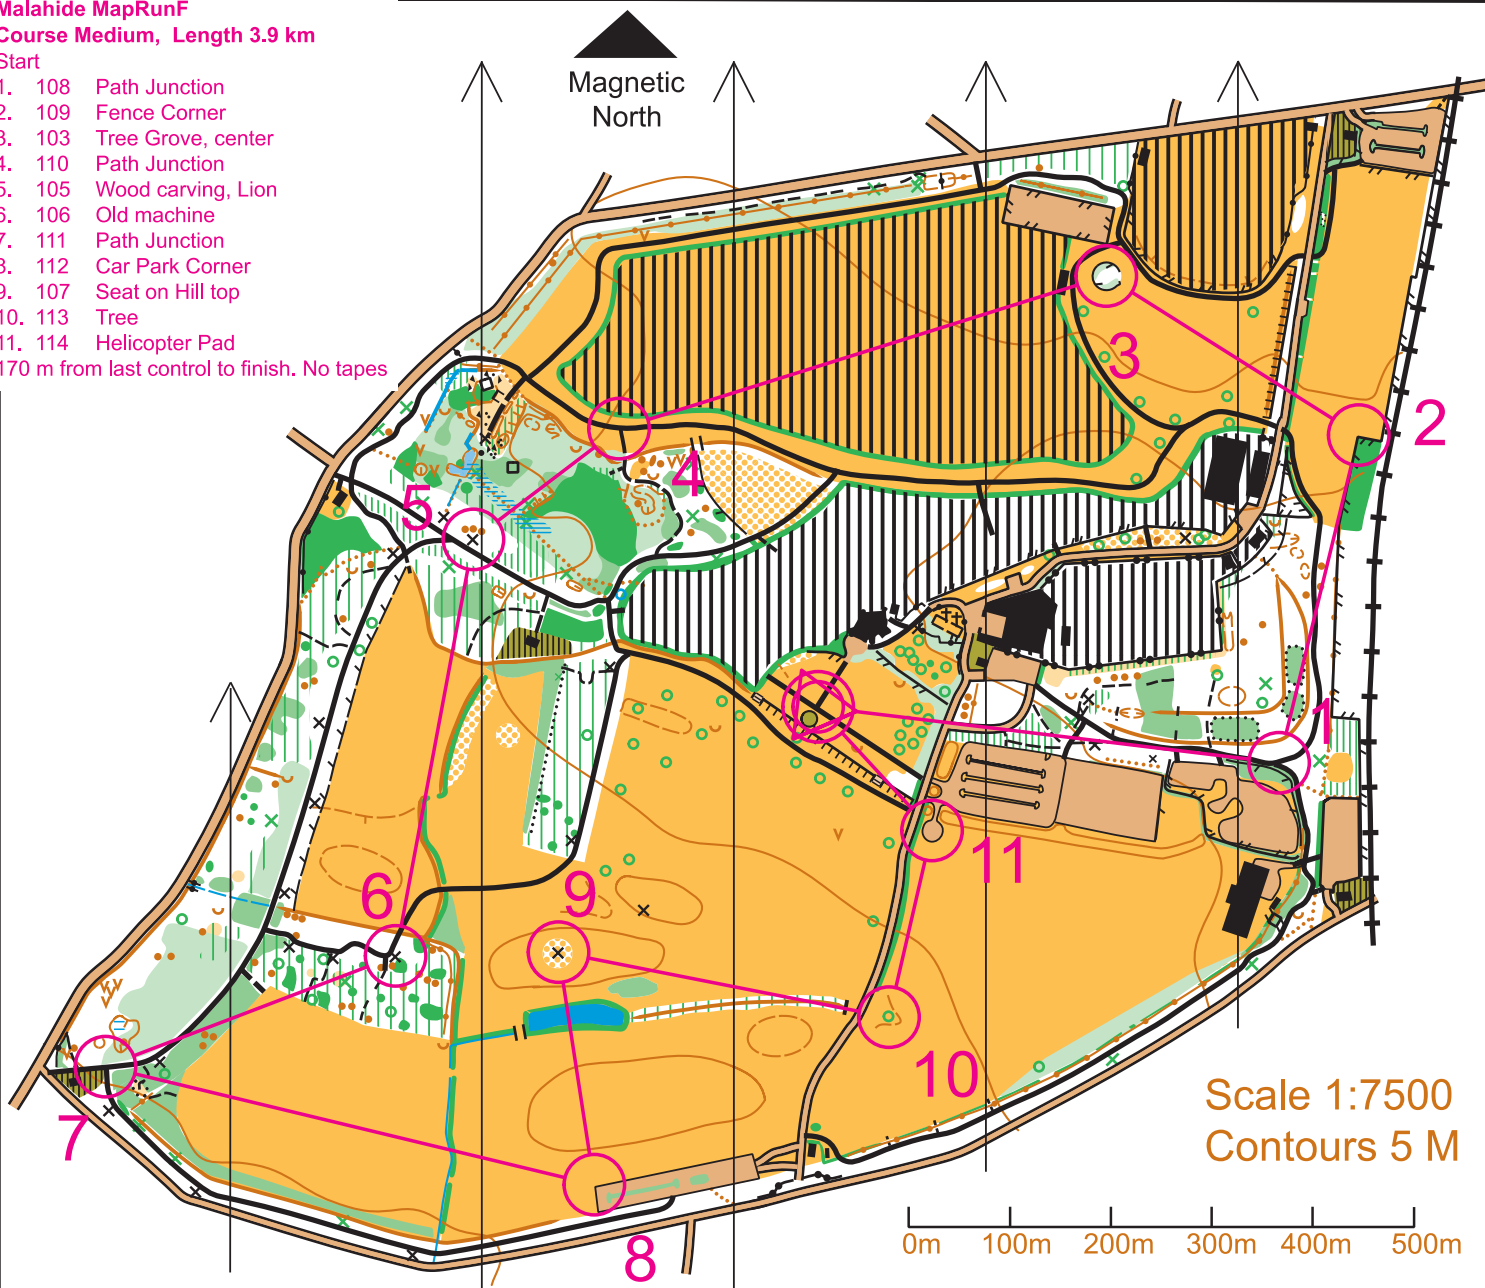 Malahide MapRunF
Course Medium, Length 3.9 km
Start
1. 108 Path Junction
2. 109 Fence Corner
3. 103 Tree Grove, center
4. 110 Path Junction
5. 105 Wood carving, Lion
6. 106 Old machine
7. 111 Path Junction
8. 112 Car Park Corner
9. 107 Seat on Hill top
10. 113 Tree
11. 114 Helicopter Pad
170 m from last control to finish. No tapes
Magnetic
North
3
2
4
5
1
11
6
9
10
7
8
Scale 1:7500
Contours 5 M
0m 100m 200m 300m 400m 500m